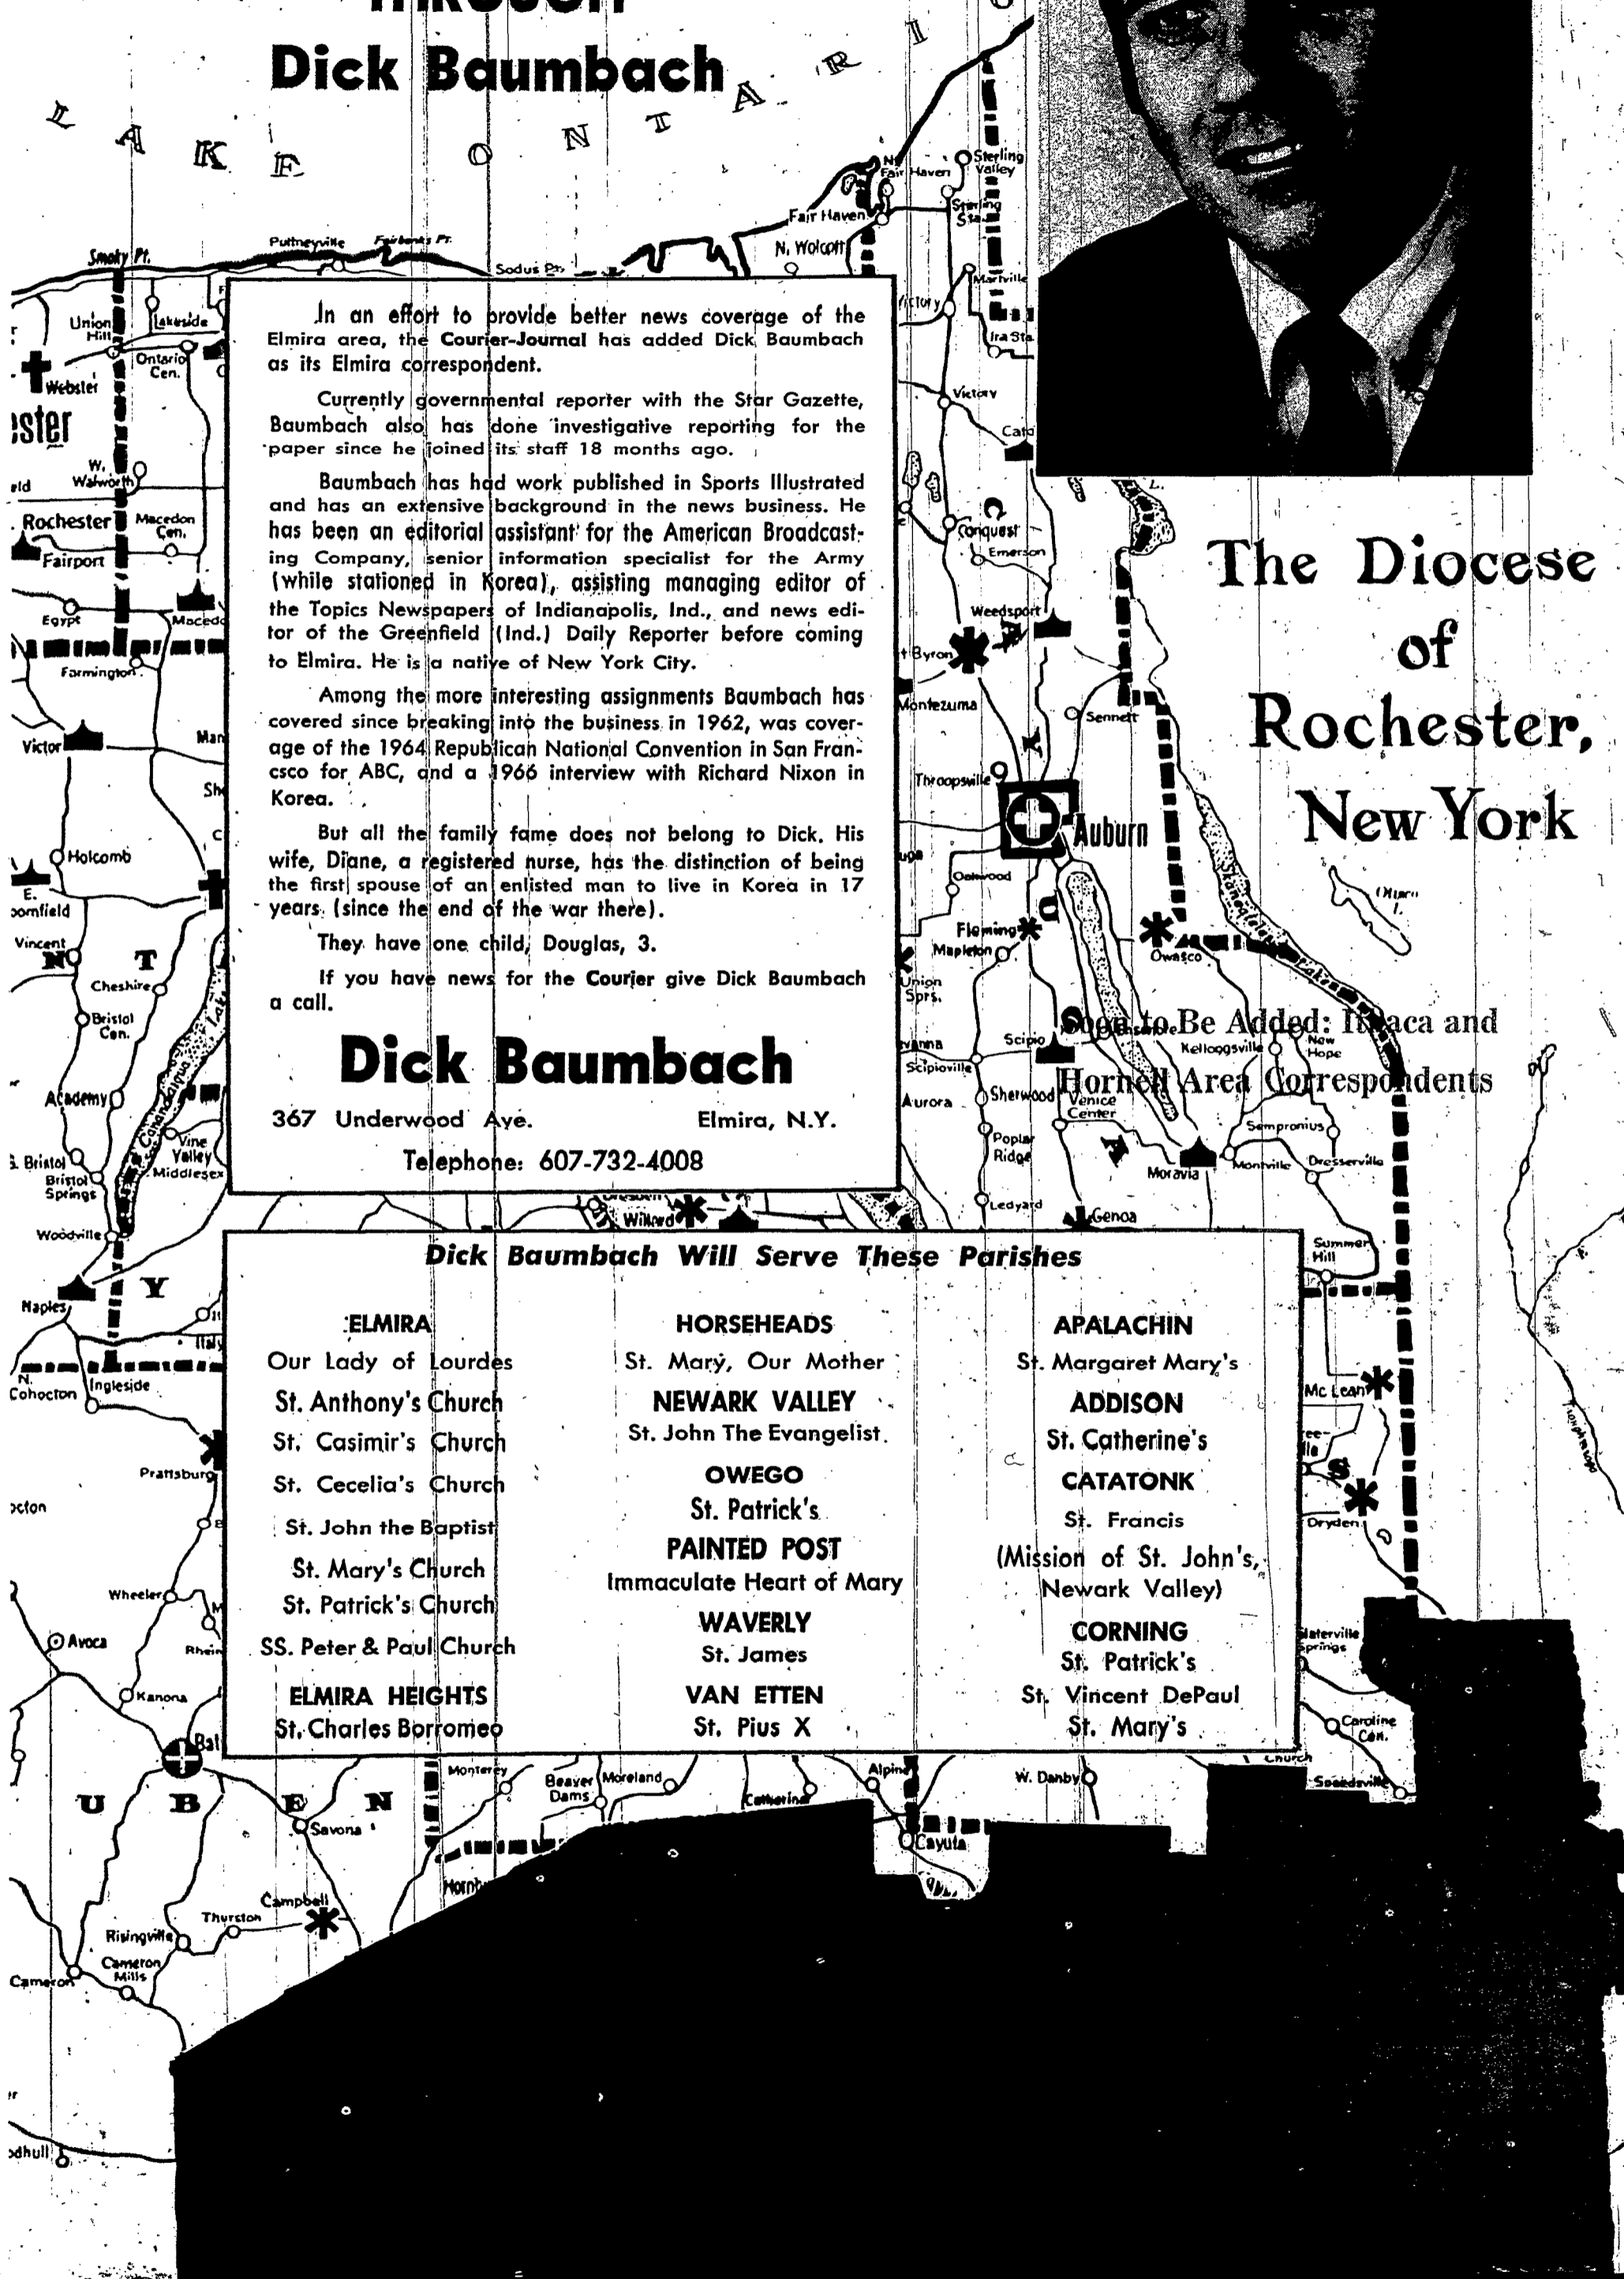 THROUGH
Dick Baumbach
LAKE ONTARIO
In an effort to provide better news coverage of the
Elmira area, the Courier-Journal has added Dick Baumbach
as its Elmira correspondent.
Currently governmental reporter with the Star Gazette,
Baumbach also has done investigative reporting for the
paper since he joined its staff 18 months ago.
Baumbach has had work published in Sports Illustrated
and has an extensive background in the news business. He
has been an editorial assistant for the American Broadcast-
ing Company, senior information specialist for the Army
(while stationed in Korea), assisting managing editor of
the Topics Newspapers of Indianapolis, Ind., and news edi-
tor of the Greenfield (Ind.) Daily Reporter before coming
to Elmira. He is a native of New York City.
Among the more interesting assignments Baumbach has
covered since breaking into the business in 1962, was cover-
age of the 1964 Republican National Convention in San Fran-
csco for ABC, and a 1966 interview with Richard Nixon in
Korea.
But all the family fame does not belong to Dick. His
wife, Diane, a registered nurse, has the distinction of being
the first spouse of an enlisted man to live in Korea in 17
years (since the end of the war there).
They have one child, Douglas, 3.
If you have news for the Courier give Dick Baumbach
a call.
Dick Baumbach
367 Underwood Ave. Elmira, N.Y.
Telephone: 607-732-4008
The Diocese
of
Rochester,
New York
Soon to Be Added: Ithaca and
Hornell Area Correspondents
Dick Baumbach Will Serve These Parishes
ELMIRA
Our Lady of Lourdes
St. Anthony's Church
St. Casimir's Church
St. Cecelia's Church
St. John the Baptist
St. Mary's Church
St. Patrick's Church
SS. Peter & Paul Church
ELMIRA HEIGHTS
St. Charles Borromeo
HORSEHEADS
St. Mary, Our Mother
NEWARK VALLEY
St. John The Evangelist
OWEGO
St. Patrick's
PAINTED POST
Immaculate Heart of Mary
WAVERLY
St. James
VAN ETTEN
St. Pius X
APALACHIN
St. Margaret Mary's
ADDISON
St. Catherine's
CATATONK
St. Francis
(Mission of St. John's,
Newark Valley)
CORNING
St. Patrick's
St. Vincent DePaul
St. Mary's
Smoky Pt.
Pultneyville
Fairbanks Pt.
Sodus Pt.
N. Wolcott
Fair Haven
N. Fair Haven
Sterling
Valley
Sterling
Sta.
Martville
Victory
Ira Sta.
Victory
Cato
Conquest
Emerson
Weedsport
Montezuma
Sennett
Throopsville
Auburn
Oakwood
Fleming
Mapleton
Owasco
Skaneateles Lake
Union
Sprs.
Scipio
Scipioville
Kelloggsville
New
Hope
Aurora
Sherwood
Venice
Center
Poplar
Ridge
Sempronius
Moravia
Montville
Dresserville
Ledyard
Genoa
Summer
Hill
Mc Lean
Dryden
Slaterville
Springs
Caroline
Cen.
Speedsville
Union
Hill
Lakeside
Ontario
Cen.
Webster
W.
Walworth
Rochester
Macedon
Cen.
Fairport
Egypt
Farmington
Victor
Holcomb
E.
Vincent
Cheshire
Bristol
Cen.
Academy
Canandaigua
Vine
Valley
S. Bristol
Middlesex
Bristol
Springs
Woodville
Willard
Naples
Italy
N.
Cohocton
Ingleside
Prattsburg
Wheeler
Avoca
Kanona
UBEN
Savona
Monterey
Beaver
Dams
Moreland
Catharine
Alpine
W. Danby
Church
Cayuta
Campbell
Thurston
Risingville
Cameron
Mills
Cameron